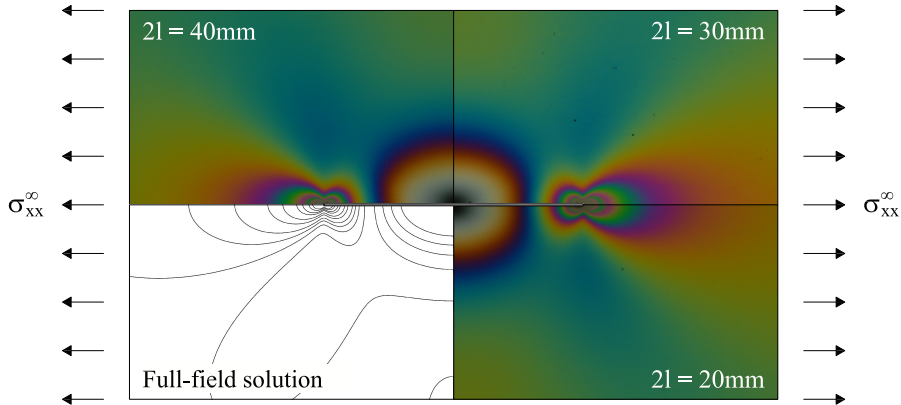 2l = 40mm
2l = 30mm
σ∞xx
σ∞xx
Full-field solution
2l = 20mm